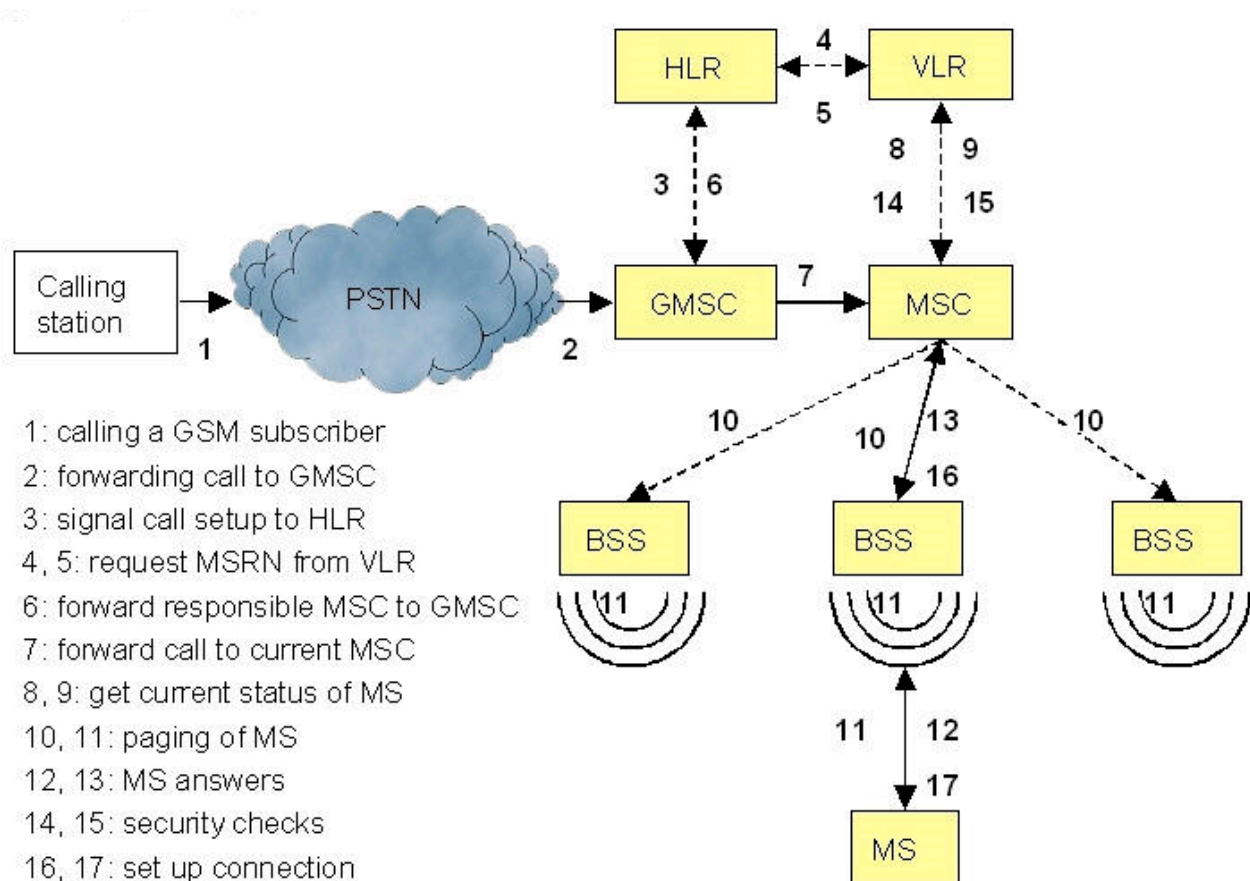 4
HLR
VLR
5
8 9
3 6
14 15
Calling
station
PSTN
GMSC
7
MSC
1
2
10
10
13
10
16
BSS
BSS
BSS
11
11
11
11
12
17
MS
1: calling a GSM subscriber
2: forwarding call to GMSC
3: signal call setup to HLR
4, 5: request MSRN from VLR
6: forward responsible MSC to GMSC
7: forward call to current MSC
8, 9: get current status of MS
10, 11: paging of MS
12, 13: MS answers
14, 15: security checks
16, 17: set up connection